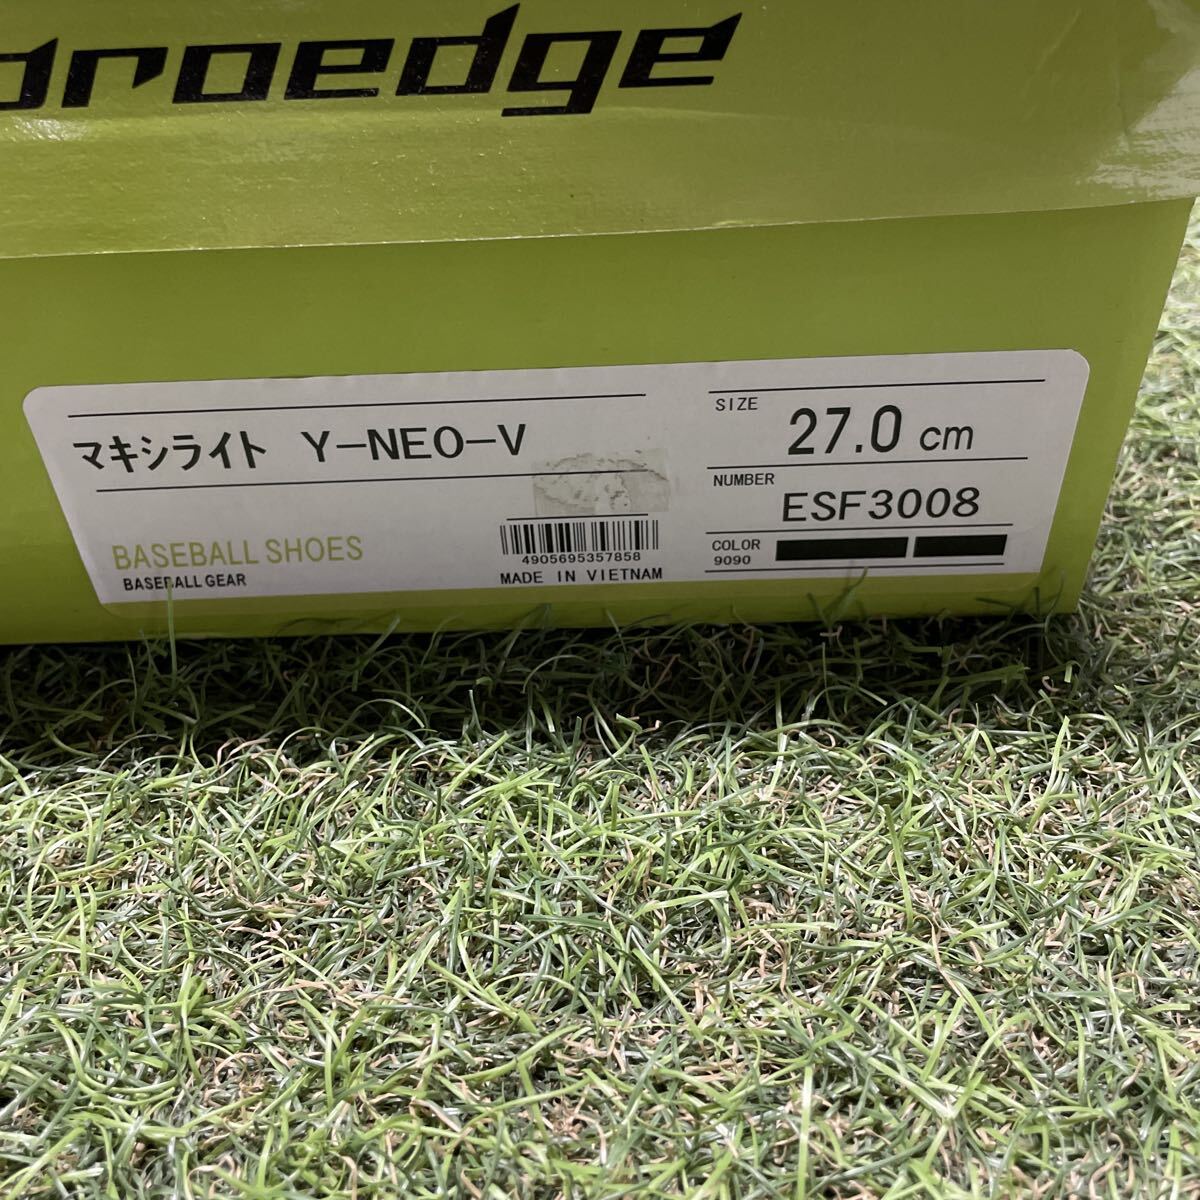 proedge
マキシライト Y-NEO-V
BASEBALL SHOES
BASEBALL GEAR
4905695357858
MADE IN VIETNAM
SIZE 27.0 cm
NUMBER ESF3008
COLOR
9090